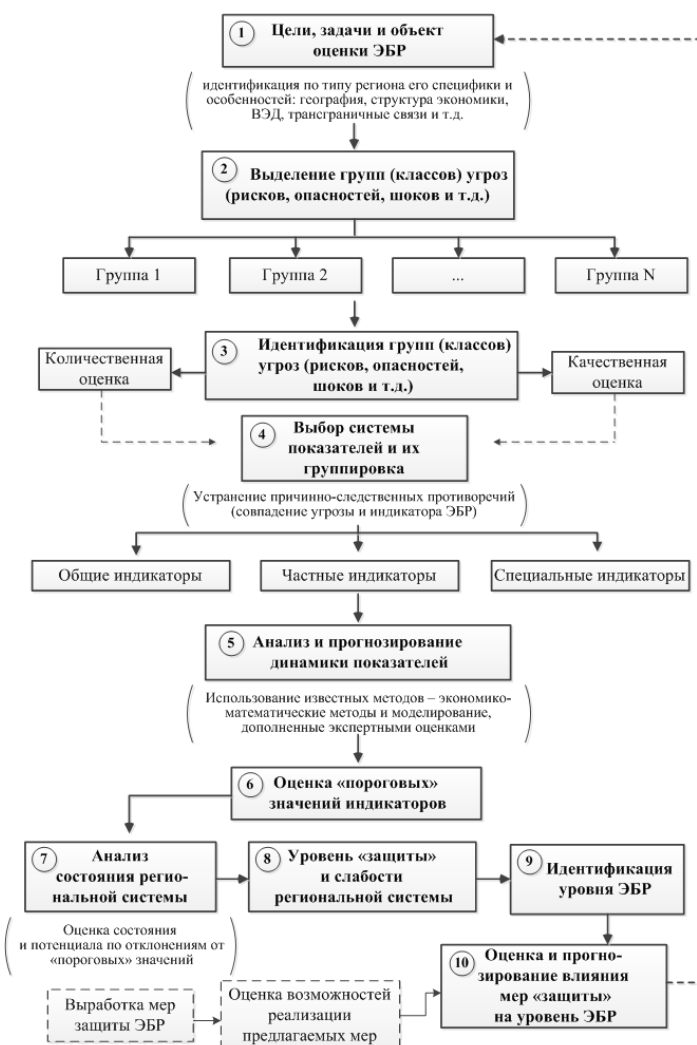 1 Цели, задачи и объект
оценки ЭБР
идентификация по типу региона его специфики и
особенностей: география, структура экономики,
ВЭД, трансграничные связи и т.д.
2 Выделение групп (классов) угроз
(рисков, опасностей, шоков и т.д.)
Группа 1
Группа 2
...
Группа N
Количественная
оценка
3 Идентификация групп (классов)
угроз (рисков, опасностей,
шоков и т.д.)
Качественная
оценка
4 Выбор системы
показателей и их
группировка
Устранение причинно-следственных противоречий
(совпадение угрозы и индикатора ЭБР)
Общие индикаторы
Частные индикаторы
Специальные индикаторы
5 Анализ и прогнозирование
динамики показателей
Использование известных методов – экономико-
математические методы и моделирование,
дополненные экспертными оценками
6 Оценка «пороговых»
значений индикаторов
7 Анализ
состояния регио-
нальной системы
8 Уровень «защиты»
и слабости
региональной системы
9 Идентификация
уровня ЭБР
Оценка состояния
и потенциала по отклонениям от
«пороговых» значений
10 Оценка и прогно-
зирование влияния
мер «защиты»
на уровень ЭБР
Выработка мер
защиты ЭБР
Оценка возможностей
реализации
предлагаемых мер